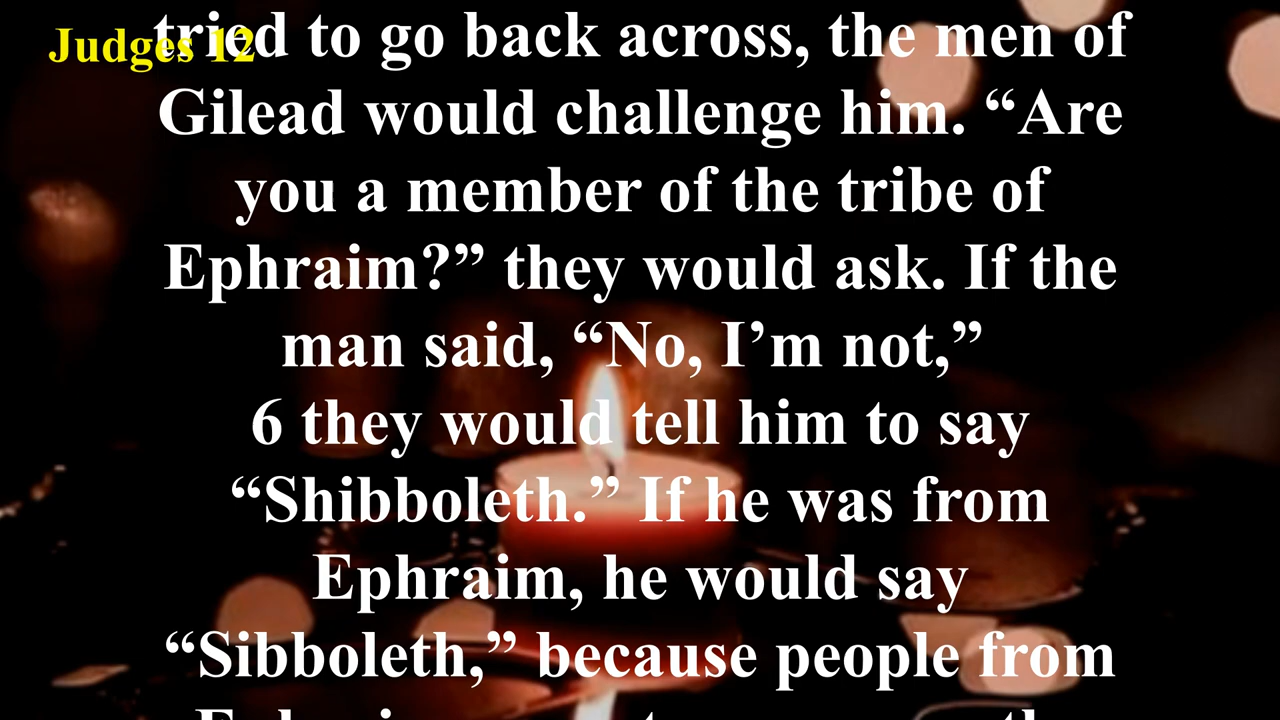 Judges 12
tried to go back across, the men of
Gilead would challenge him. “Are
you a member of the tribe of
Ephraim?” they would ask. If the
man said, “No, I’m not,”
6 they would tell him to say
“Shibboleth.” If he was from
Ephraim, he would say
“Sibboleth,” because people from